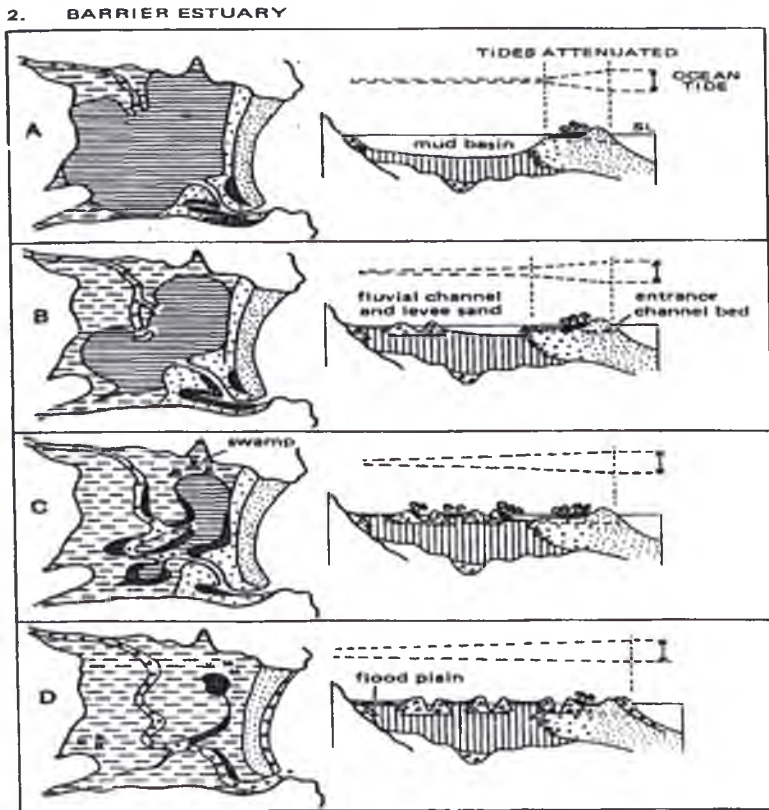 2. BARRIER ESTUARY
TIDES ATTENUATED
OCEAN
TIDE
A
SL
mud basin
B
fluvial channel
and levee sand
entrance
channel bed
swamp
C
flood plain
D